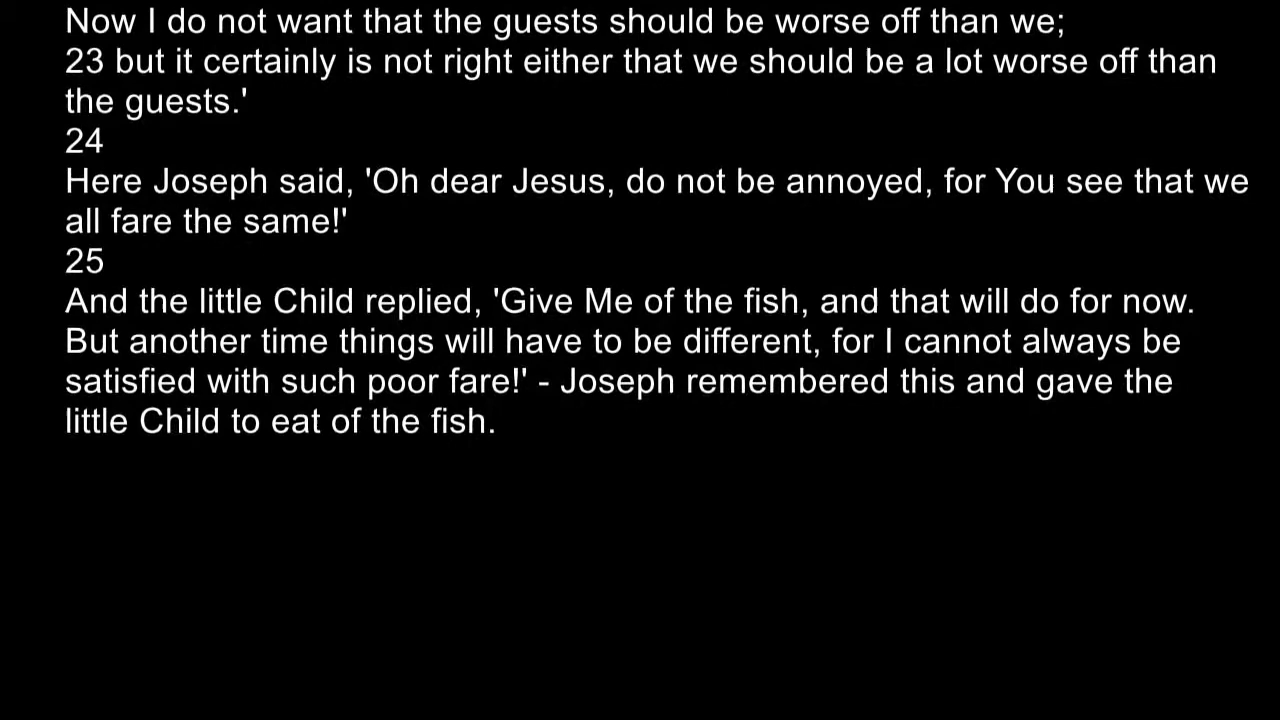 Now I do not want that the guests should be worse off than we;
23 but it certainly is not right either that we should be a lot worse off than
the guests.'
24
Here Joseph said, 'Oh dear Jesus, do not be annoyed, for You see that we
all fare the same!'
25
And the little Child replied, 'Give Me of the fish, and that will do for now.
But another time things will have to be different, for I cannot always be
satisfied with such poor fare!' - Joseph remembered this and gave the
little Child to eat of the fish.